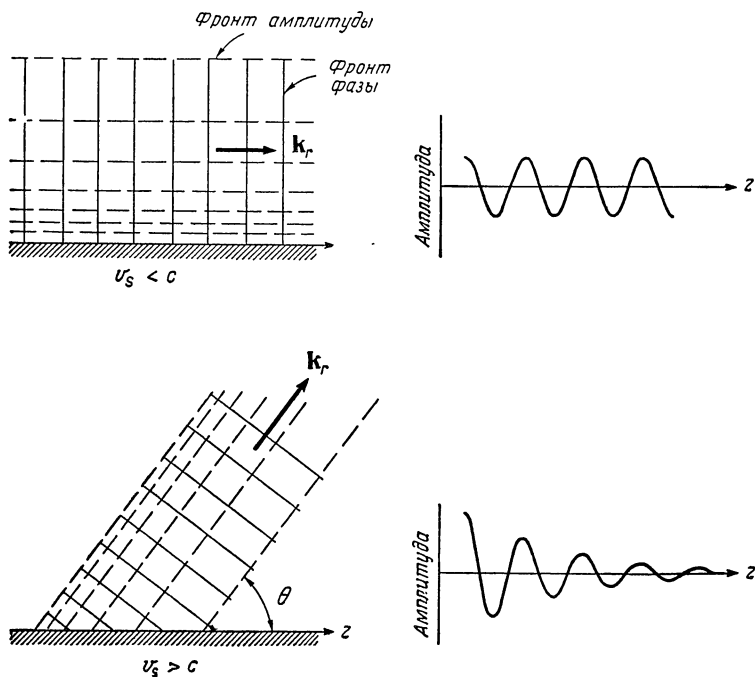 Фронт амплитуды
Фронт
фазы
k_r
v_s < c
Амплитуда
z
k_r
θ
z
v_s > c
Амплитуда
z